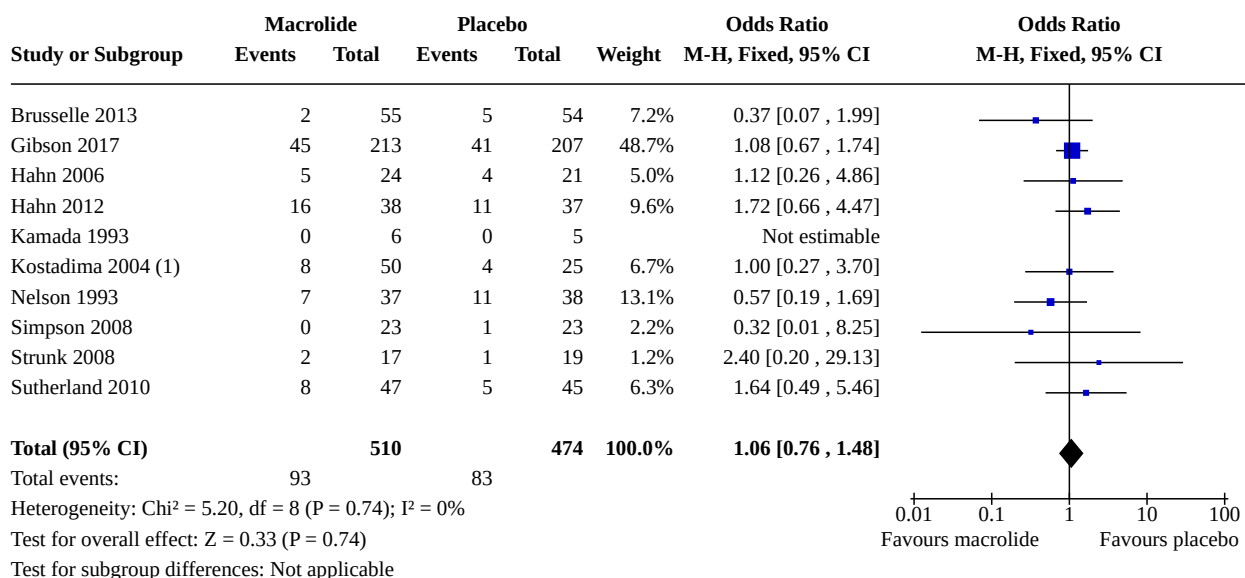 Macrolide Placebo Odds Ratio Odds Ratio
Study or Subgroup Events Total Events Total Weight M-H, Fixed, 95% CI M-H, Fixed, 95% CI
Brusselle 2013 2 55 5 54 7.2% 0.37 [0.07 , 1.99]
Gibson 2017 45 213 41 207 48.7% 1.08 [0.67 , 1.74]
Hahn 2006 5 24 4 21 5.0% 1.12 [0.26 , 4.86]
Hahn 2012 16 38 11 37 9.6% 1.72 [0.66 , 4.47]
Kamada 1993 0 6 0 5 Not estimable
Kostadima 2004 (1) 8 50 4 25 6.7% 1.00 [0.27 , 3.70]
Nelson 1993 7 37 11 38 13.1% 0.57 [0.19 , 1.69]
Simpson 2008 0 23 1 23 2.2% 0.32 [0.01 , 8.25]
Strunk 2008 2 17 1 19 1.2% 2.40 [0.20 , 29.13]
Sutherland 2010 8 47 5 45 6.3% 1.64 [0.49 , 5.46]
Total (95% CI) 510 474 100.0% 1.06 [0.76 , 1.48]
Total events: 93 83
Heterogeneity: Chi² = 5.20, df = 8 (P = 0.74); I² = 0%
0.01 0.1 1 10 100
Test for overall effect: Z = 0.33 (P = 0.74)
Favours macrolide Favours placebo
Test for subgroup differences: Not applicable